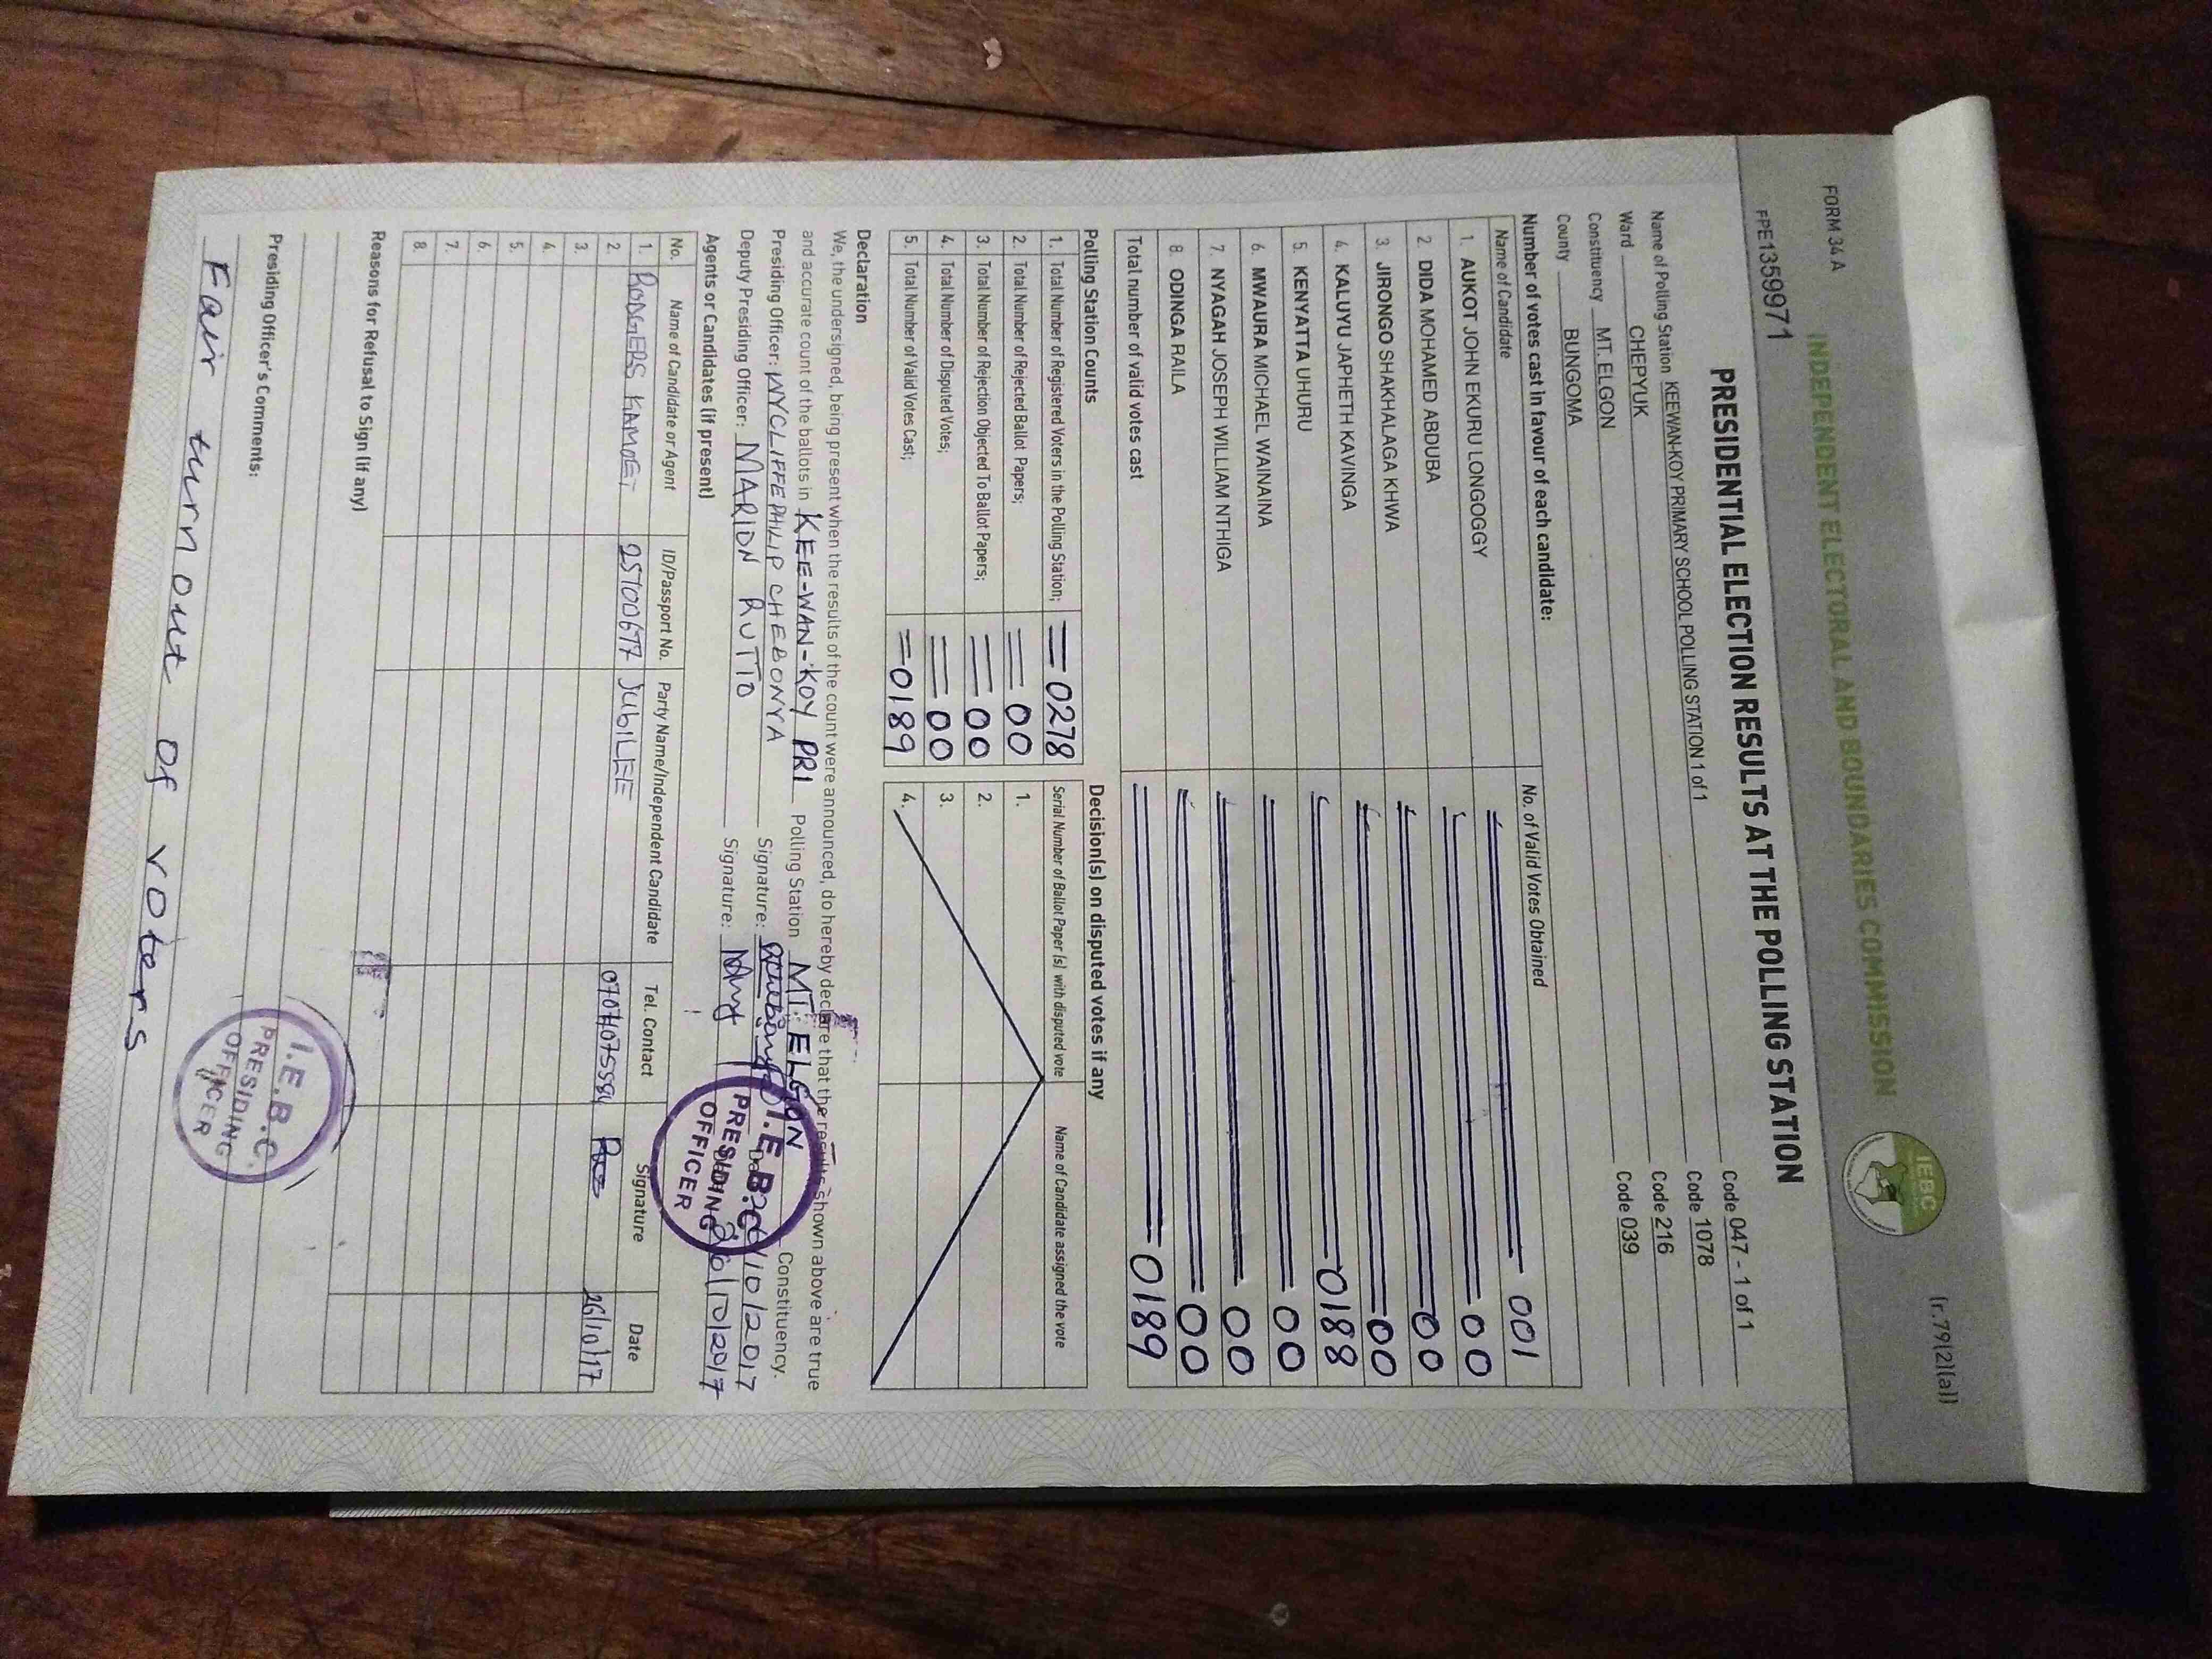 FORM 34 A
(r.79(2)(a))
INDEPENDENT ELECTORAL AND BOUNDARIES COMMISSION
IEBC
FPE1359971
PRESIDENTIAL ELECTION RESULTS AT THE POLLING STATION
Name of Polling Station KEEWAN-KOY PRIMARY SCHOOL POLLING STATION 1 of 1 Code 047 - 1 of 1
Ward CHEPYUK Code 1078
Constituency MT. ELGON Code 216
County BUNGOMA Code 039
Number of votes cast in favour of each candidate:
Name of Candidate No. of Valid Votes Obtained
1. AUKOT JOHN EKURU LONGOGGY 001
2. DIDA MOHAMED ABDUBA 00
3. JIRONGO SHAKHALAGA KHWA 00
4. KALUYU JAPHETH KAVINGA 00
5. KENYATTA UHURU 0188
6. MWAURA MICHAEL WAINAINA 00
7. NYAGAH JOSEPH WILLIAM NTHIGA 00
8. ODINGA RAILA 00
Total number of valid votes cast 0189
Polling Station Counts
1. Total Number of Registered Voters in the Polling Station; =0278
2. Total Number of Rejected Ballot Papers; =00
3. Total Number of Rejection Objected To Ballot Papers; =00
4. Total Number of Disputed Votes; =00
5. Total Number of Valid Votes Cast; =0189
Decision(s) on disputed votes if any
Serial Number of Ballot Paper (s) with disputed vote Name of Candidate assigned the vote
1.
2.
3.
4.
Declaration
We, the undersigned, being present when the results of the count were announced, do hereby declare that the results shown above are true
and accurate count of the ballots in KEE-WAN-KOY PRI Polling Station MT. ELGON Constituency.
Presiding Officer: WYCLIFFE PHILIP CHEBONYA Signature: /10/2017
Deputy Presiding Officer: MARION RUTTO Signature: 26/10/2017
I.E.B.C.
PRESIDING
OFFICER
Agents or Candidates (if present)
No. Name of Candidate or Agent ID/Passport No. Party Name/Independent Candidate Tel. Contact Signature Date
1. RODGERS KAMOET 25700677 JUBILEE 26/10/17
2.
3.
4.
5.
6.
7.
8.
Reasons for Refusal to Sign (if any)
Presiding Officer's Comments:
Fair turnout of voters
I.E.B.C.
PRESIDING
OFFICER